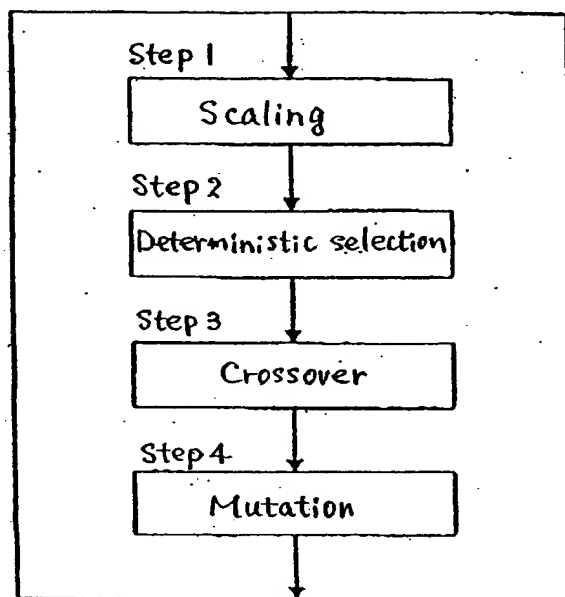 Step 1
Scaling
Step 2
Deterministic selection
Step 3
Crossover
Step 4
Mutation